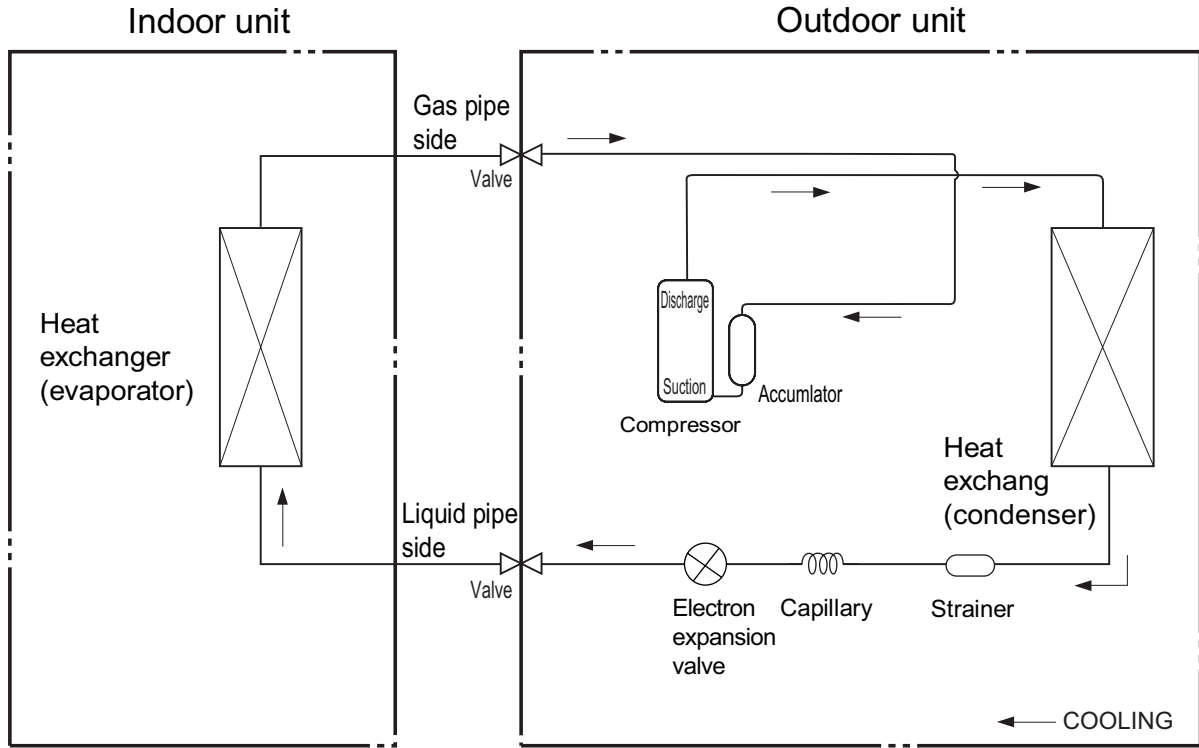 Indoor unit
Outdoor unit
Gas pipe
side
Valve
Discharge
Suction
Accumlator
Compressor
Heat
exchanger
(evaporator)
Heat
exchang
(condenser)
Liquid pipe
side
Valve
Electron
expansion
valve
Capillary
Strainer
COOLING